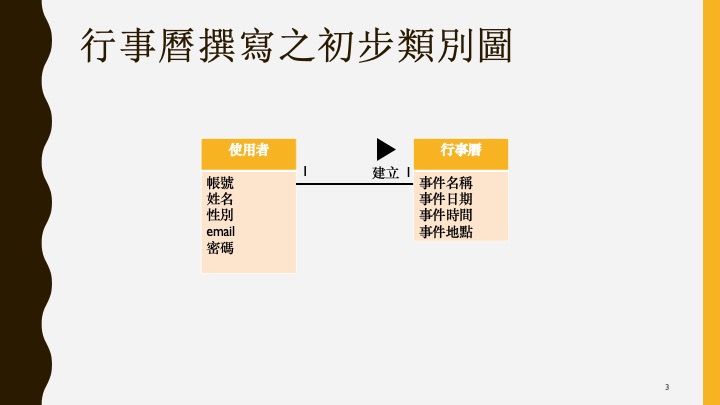 行事曆撰寫之初步類別圖
使用者
帳號
姓名
性別
email
密碼
1
建立 1
行事曆
事件名稱
事件日期
事件時間
事件地點
3